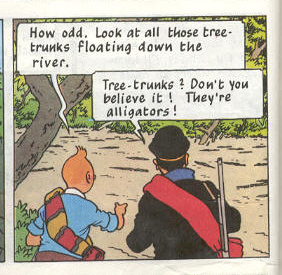 How odd. Look at all those tree-
trunks floating down the
river.
Tree-trunks? Don't you
believe it! They're
alligators!